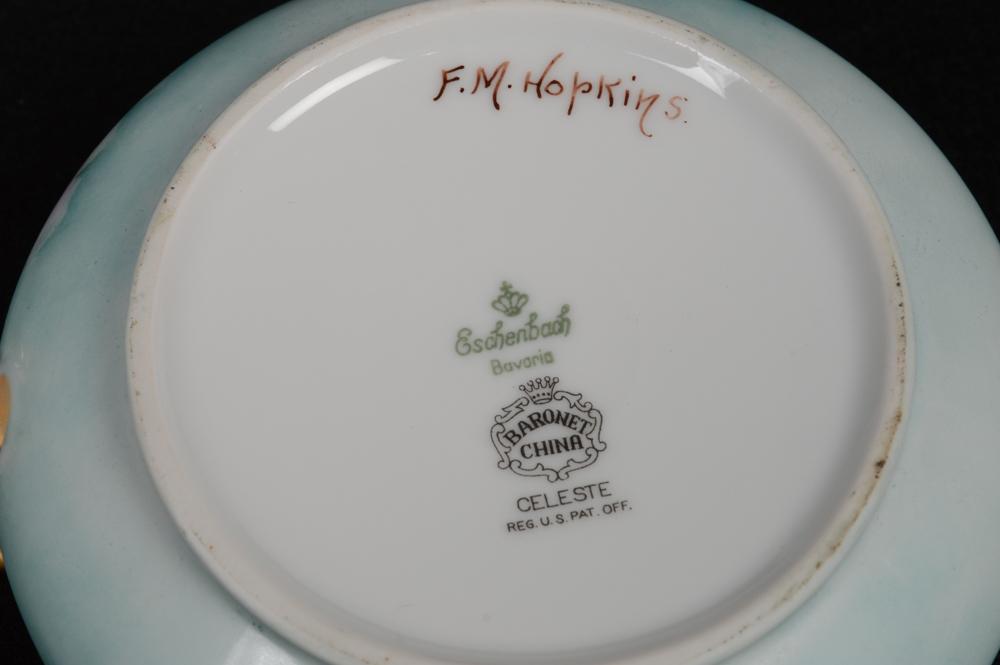 F.M. Hopkins.
Eschenbach
Bavaria
BARONET
CHINA
CELESTE
REG. U.S. PAT. OFF.